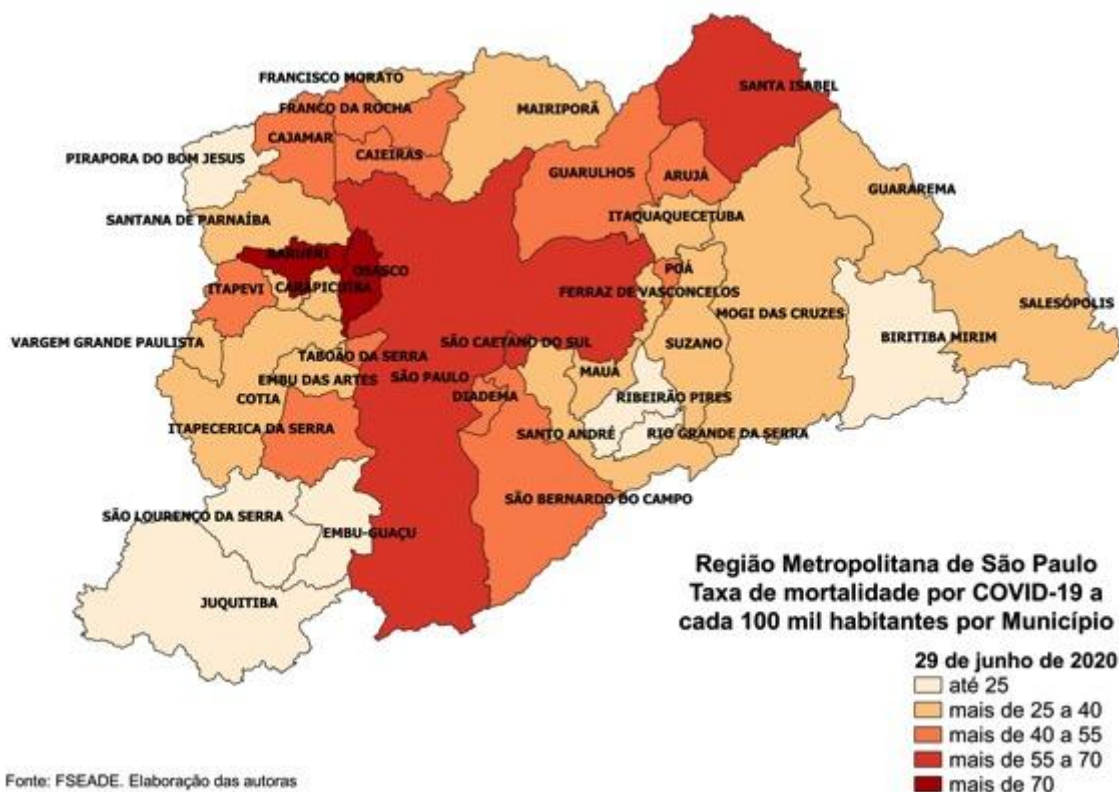 FRANCISCO MORATO
SANTA ISABEL
FRANCO DA ROCHA
MAIRIPORÃ
CAJAMAR
CAIEIRAS
PIRAPORA DO BOM JESUS
GUARULHOS
ARUJÁ
GUARAREMA
SANTANA DE PARNAÍBA
ITAQUAQUECETUBA
BARUERI
OSASCO
POÁ
ITAPEVI
CARAPICUÍBA
FERRAZ DE VASCONCELOS
SALESÓPOLIS
MOGI DAS CRUZES
BIRITIBA MIRIM
VARGEM GRANDE PAULISTA
SÃO CAETANO DO SUL
SUZANO
TABOÃO DA SERRA
MAUÁ
EMBU DAS ARTES
SÃO PAULO
COTIA
DIADEMA
RIBEIRÃO PIRES
ITAPECERICA DA SERRA
SANTO ANDRÉ
RIO GRANDE DA SERRA
SÃO BERNARDO DO CAMPO
SÃO LOURENÇO DA SERRA
EMBU-GUAÇU
JUQUITIBA
Região Metropolitana de São Paulo
Taxa de mortalidade por COVID-19 a
cada 100 mil habitantes por Município
29 de junho de 2020
até 25
mais de 25 a 40
mais de 40 a 55
mais de 55 a 70
mais de 70
Fonte: FSEADE. Elaboração das autoras